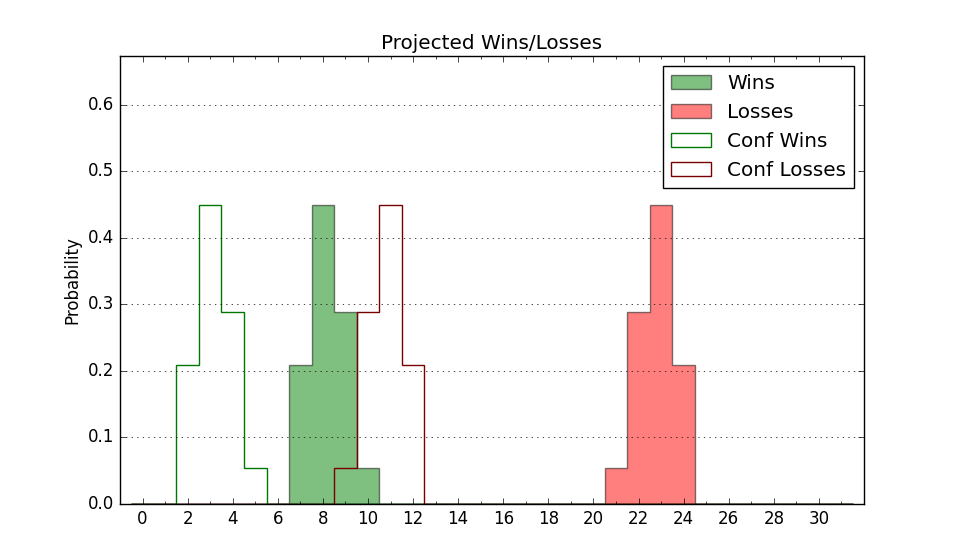 Projected Wins/Losses
Wins
Losses
Conf Wins
Conf Losses
Probability
0.6
0.5
0.4
0.3
0.2
0.1
0.0
0 2 4 6 8 10 12 14 16 18 20 22 24 26 28 30